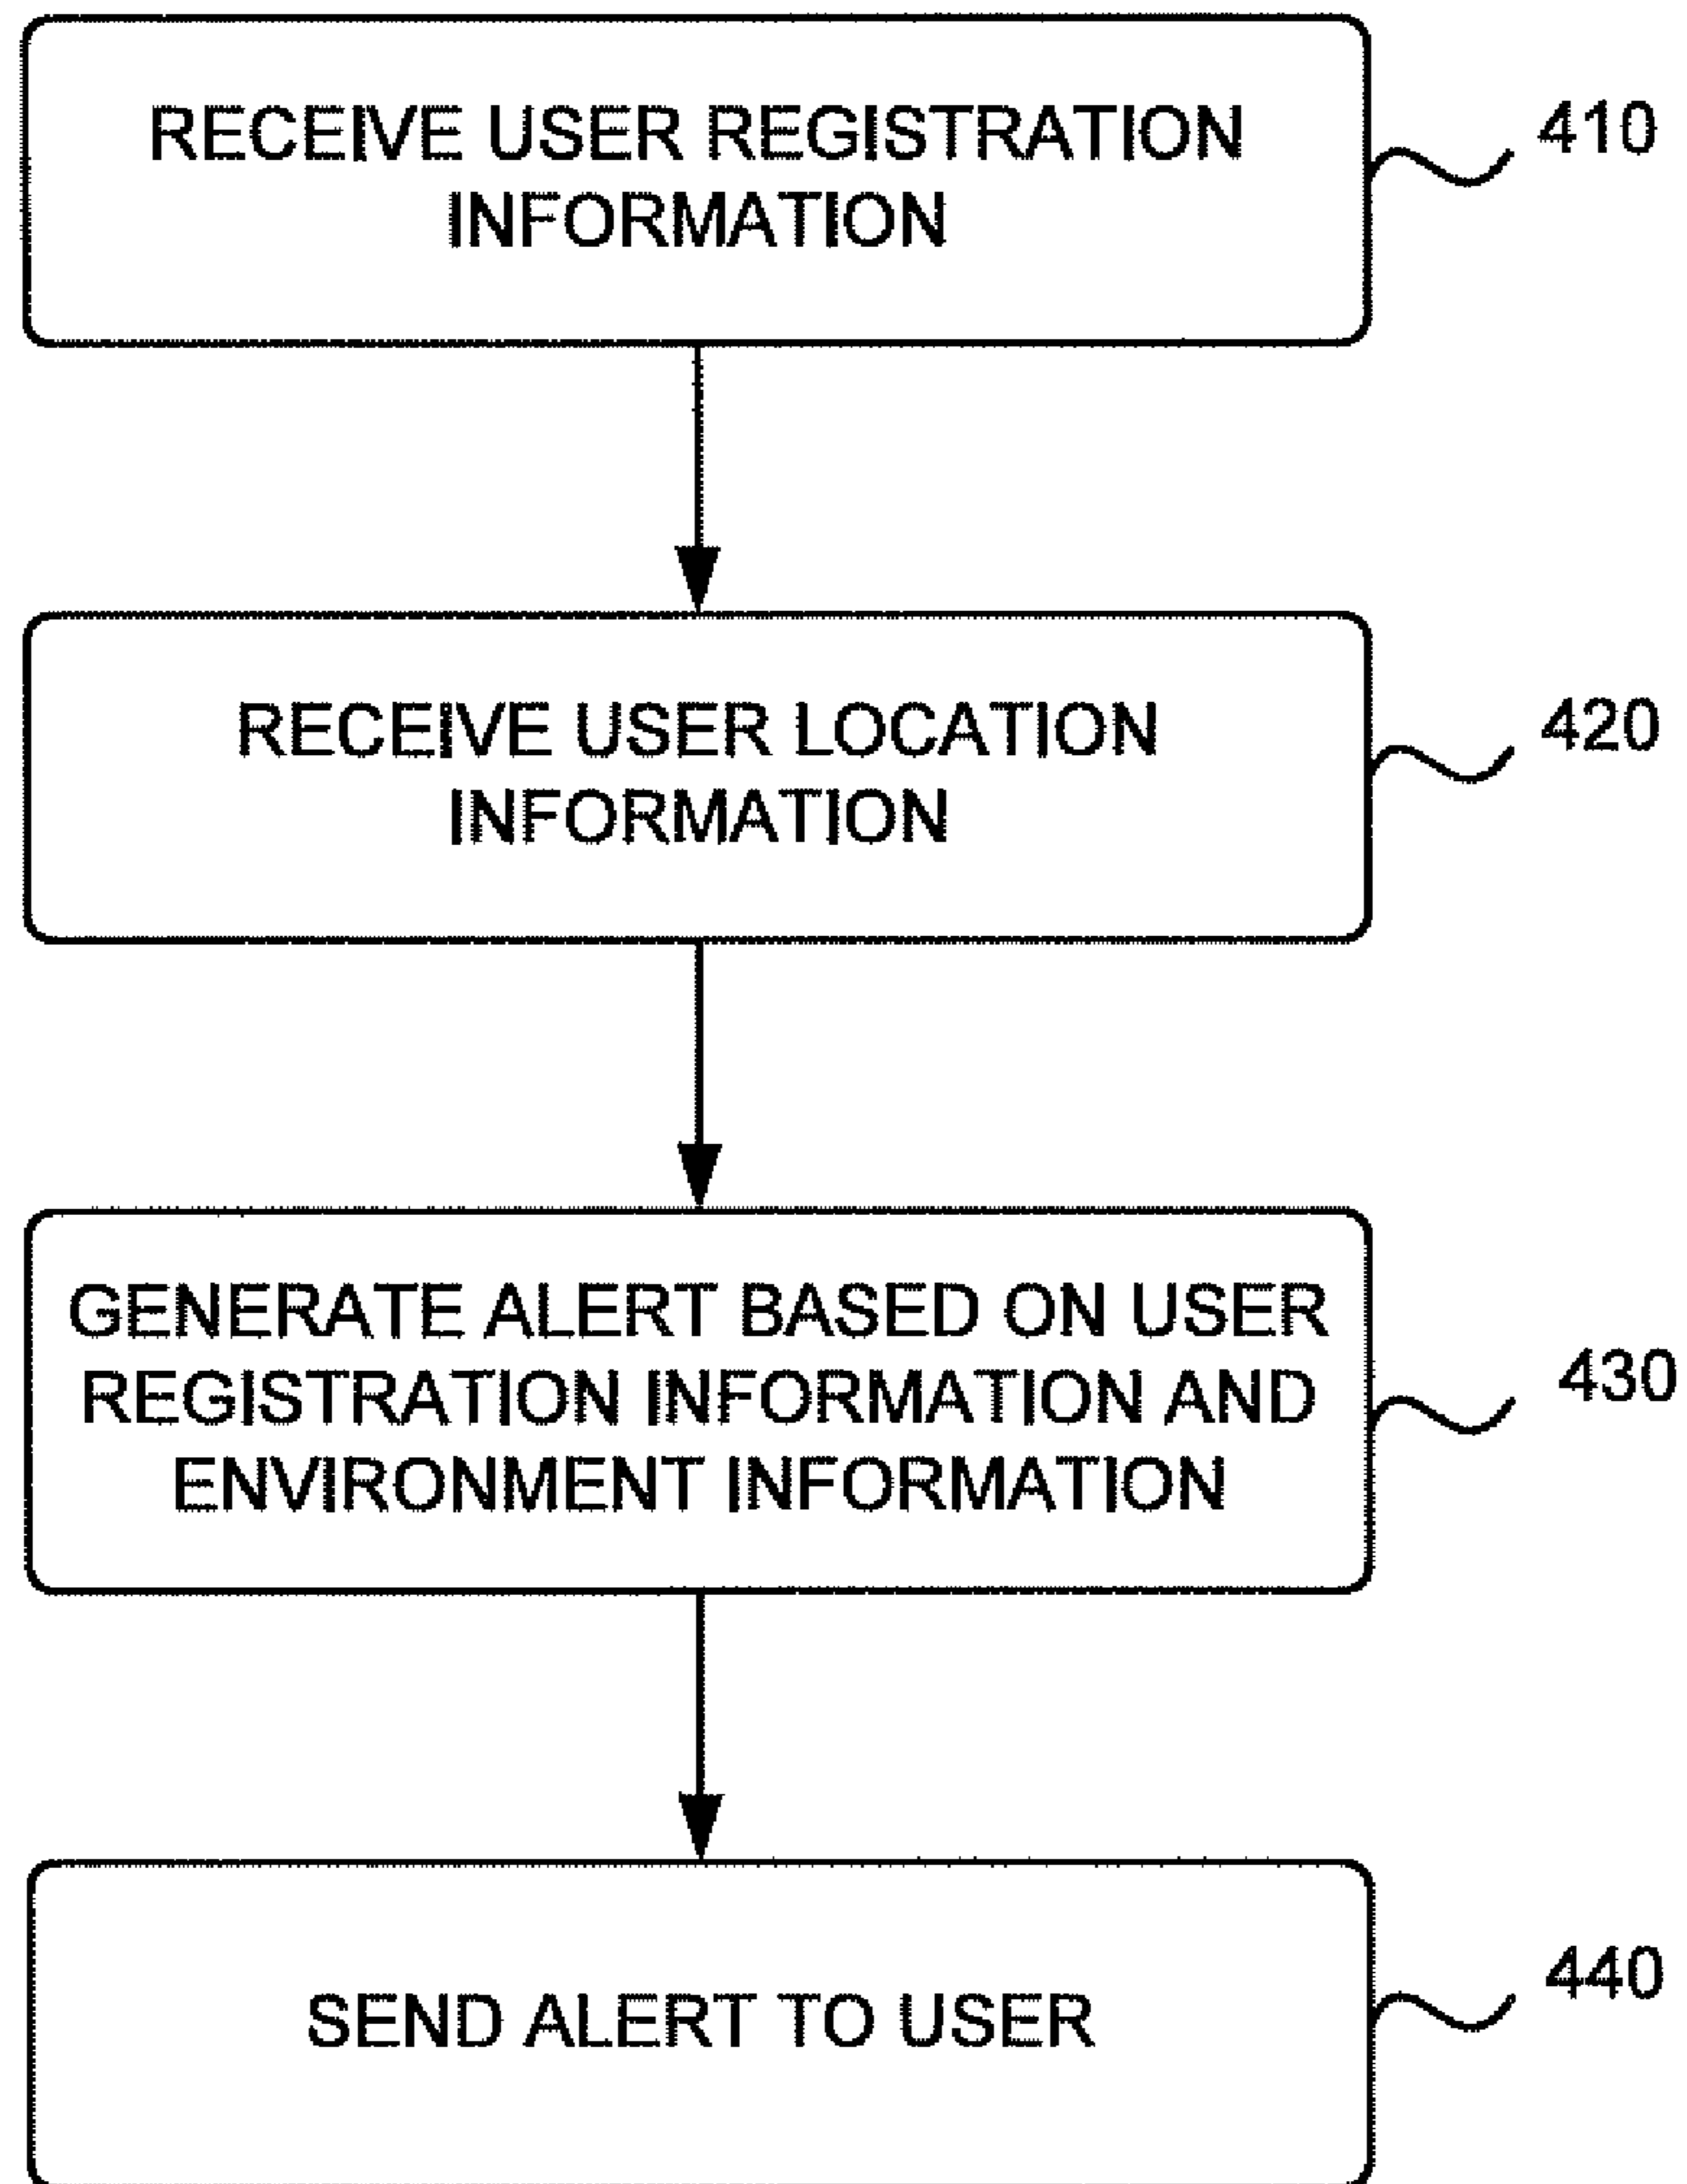 RECEIVE USER REGISTRATION
INFORMATION
410
RECEIVE USER LOCATION
INFORMATION
420
GENERATE ALERT BASED ON USER
REGISTRATION INFORMATION AND
ENVIRONMENT INFORMATION
430
SEND ALERT TO USER
440